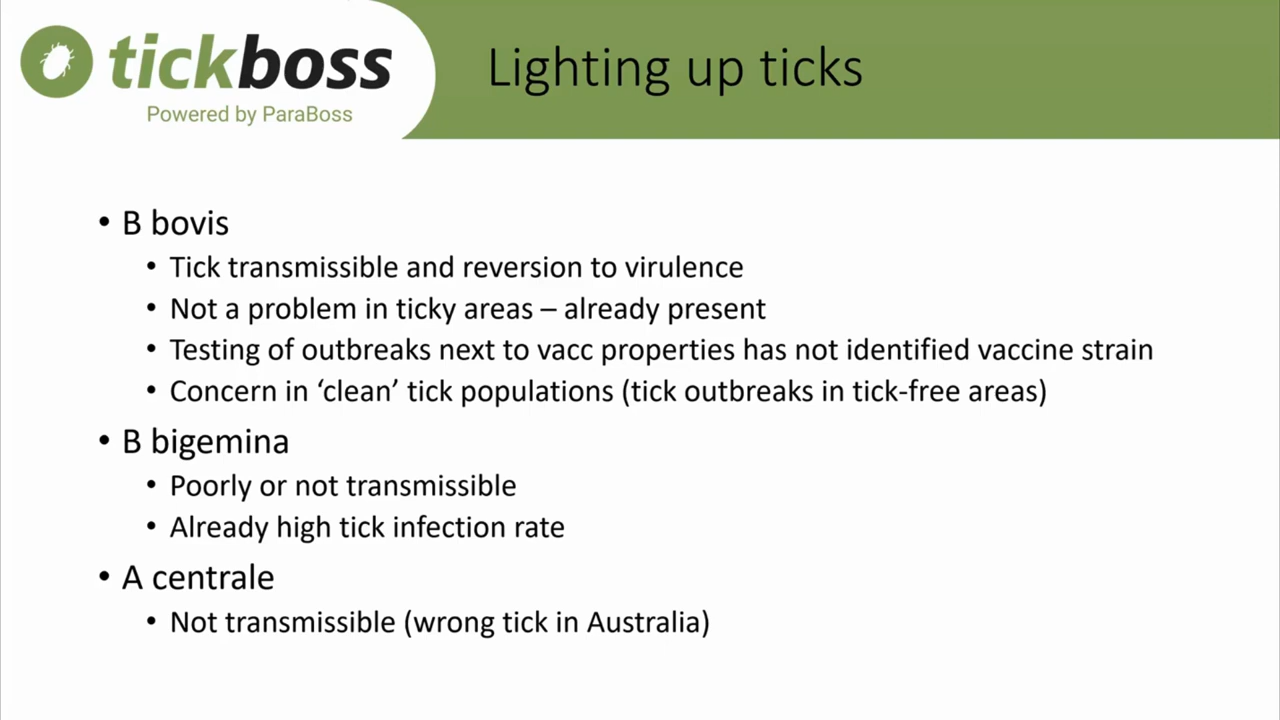 tickboss
Powered by ParaBoss
Lighting up ticks
• B bovis
• Tick transmissible and reversion to virulence
• Not a problem in ticky areas – already present
• Testing of outbreaks next to vacc properties has not identified vaccine strain
• Concern in ‘clean’ tick populations (tick outbreaks in tick-free areas)
• B bigemina
• Poorly or not transmissible
• Already high tick infection rate
• A centrale
• Not transmissible (wrong tick in Australia)